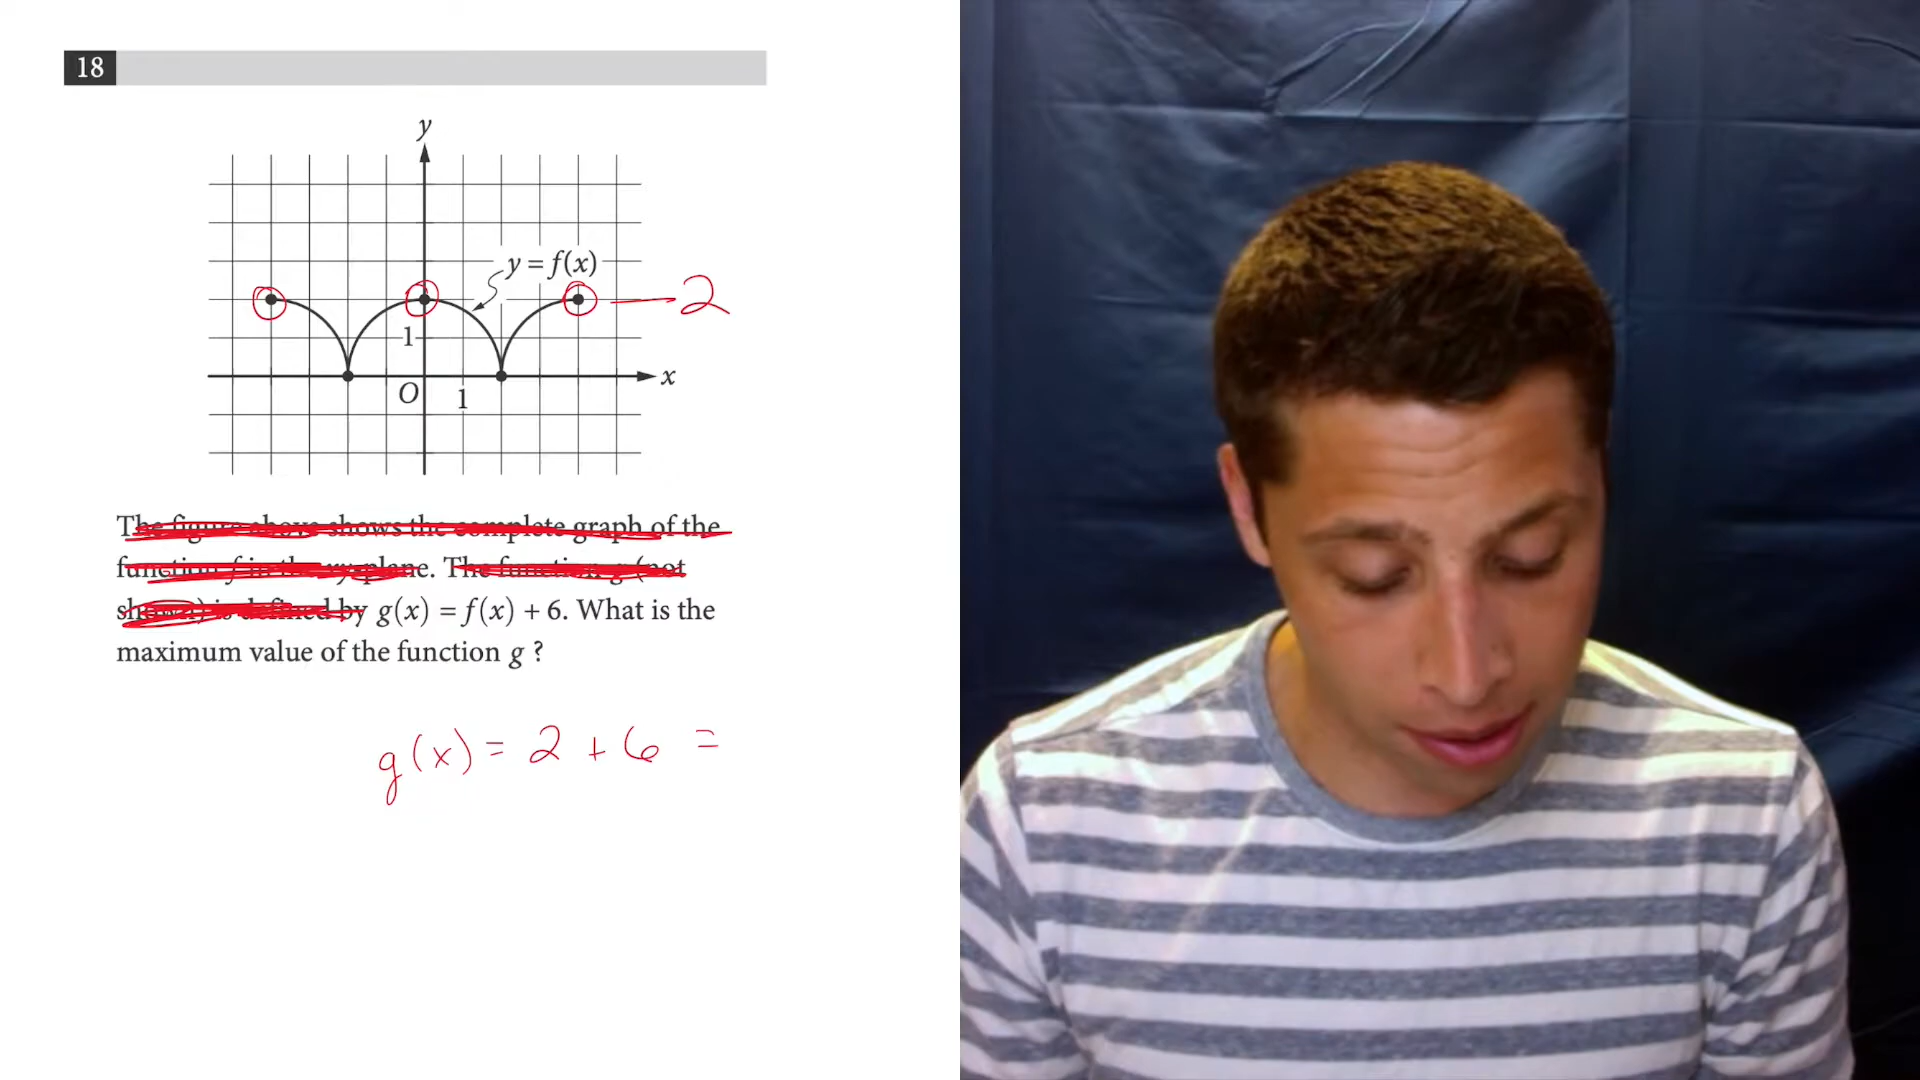 18
y
y = f(x)
2
1
x
O
1
The figure above shows the complete graph of the
function f in the xy-plane. The function g (not
shown) is defined by g(x) = f(x) + 6. What is the
maximum value of the function g ?
g(x) = 2 + 6 =